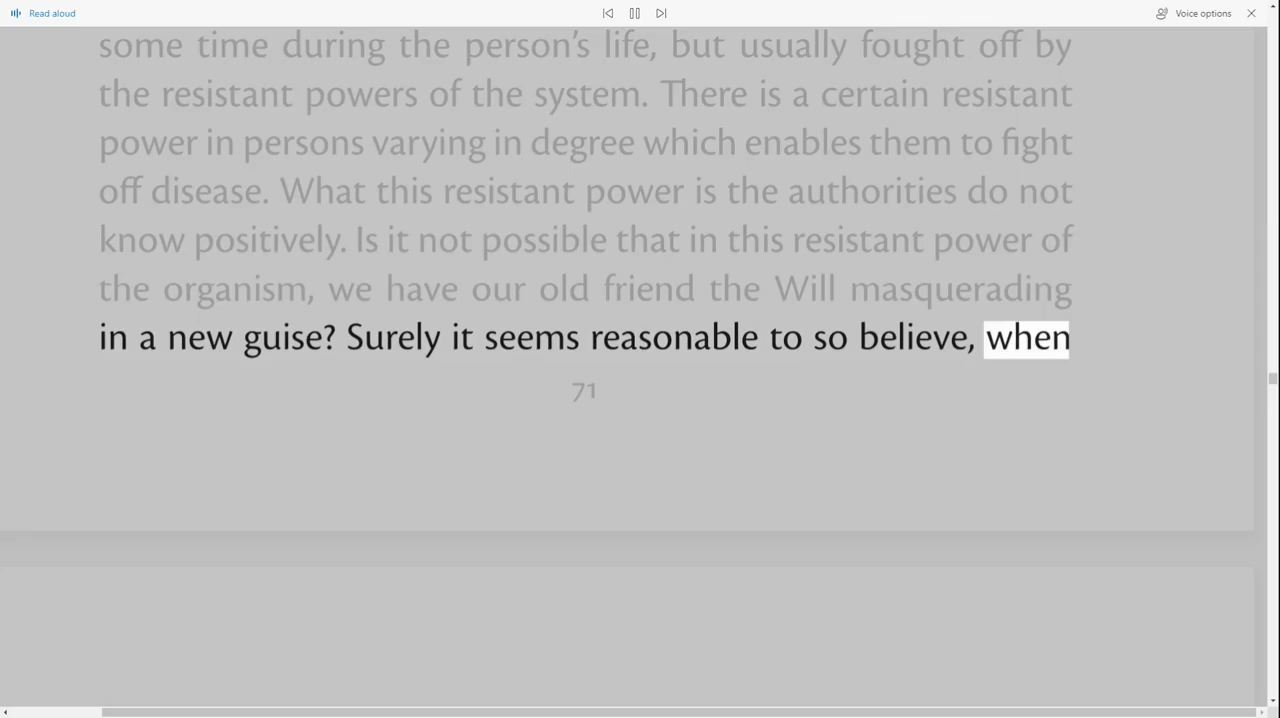 Read aloud
Voice options
some time during the person’s life, but usually fought off by
the resistant powers of the system. There is a certain resistant
power in persons varying in degree which enables them to fight
off disease. What this resistant power is the authorities do not
know positively. Is it not possible that in this resistant power of
the organism, we have our old friend the Will masquerading
in a new guise? Surely it seems reasonable to so believe, when
71